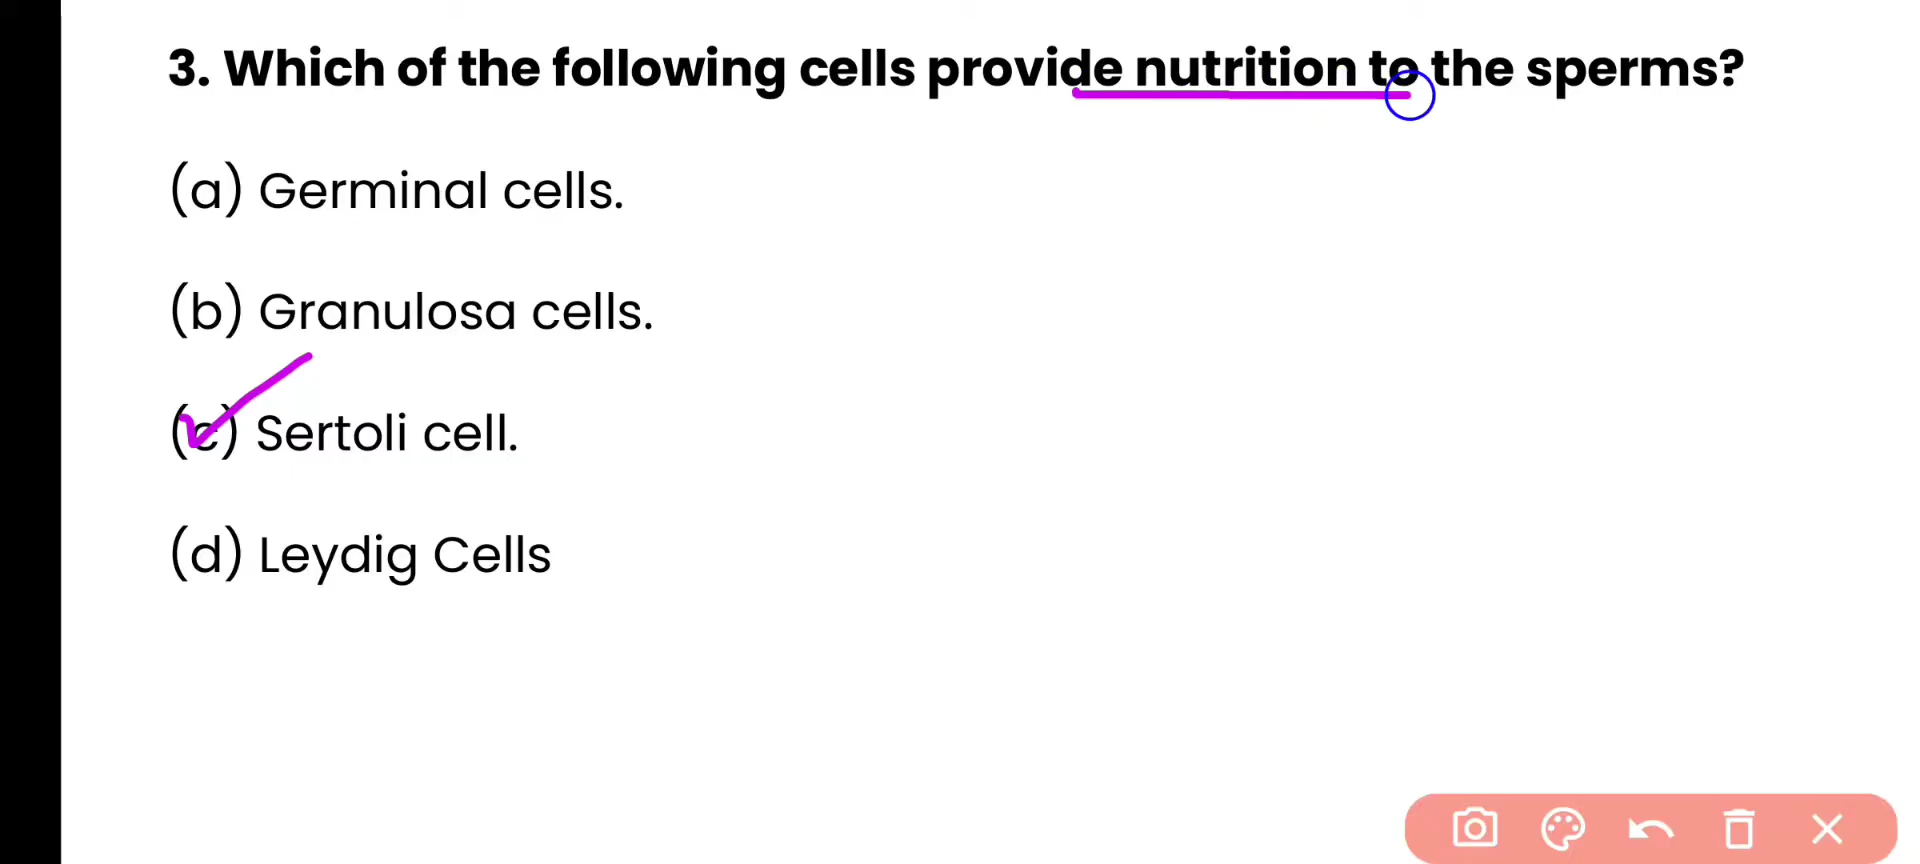 3. Which of the following cells provide nutrition to the sperms?
(a) Germinal cells.
(b) Granulosa cells.
(c) Sertoli cell.
(d) Leydig Cells